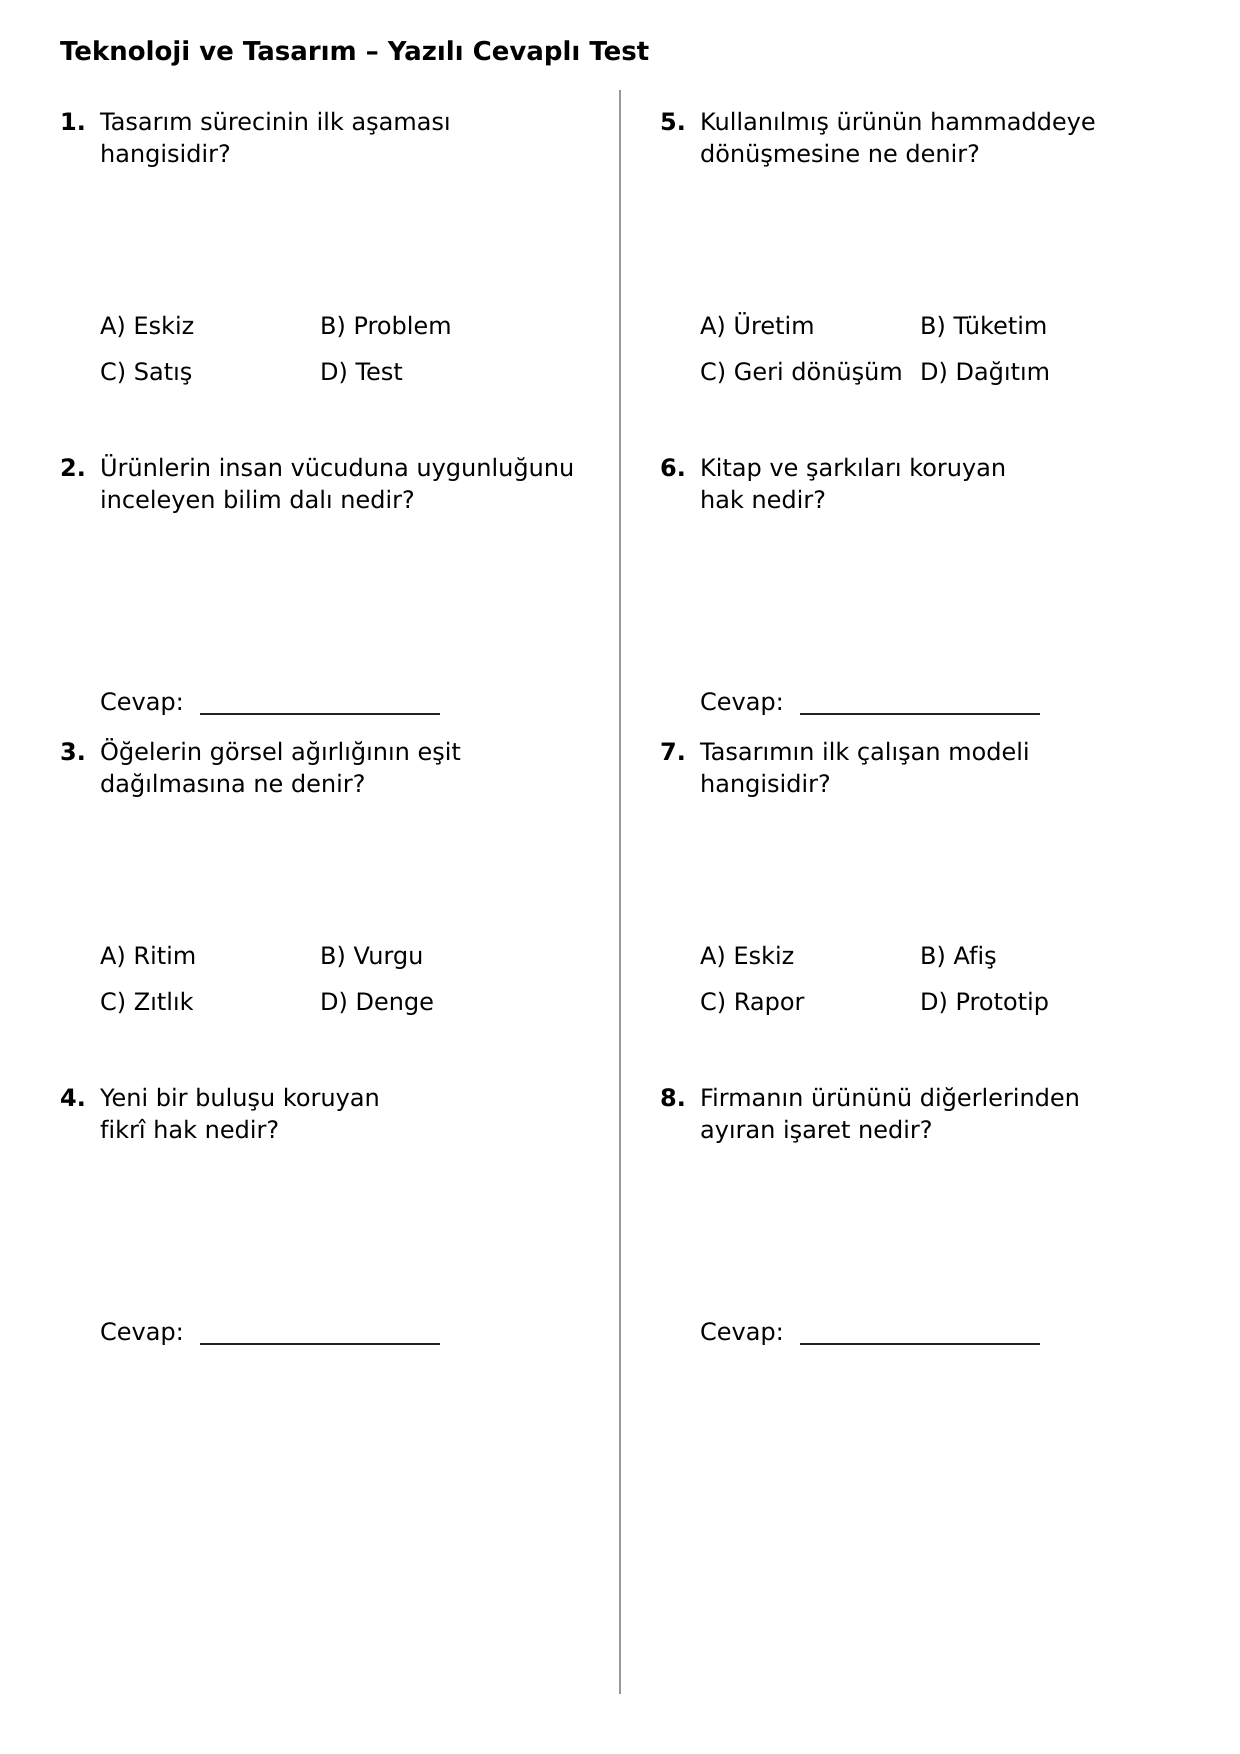 Teknoloji ve Tasarım – Yazılı Cevaplı Test
1. Tasarım sürecinin ilk aşaması
hangisidir?
A) Eskiz B) Problem
C) Satış D) Test
2. Ürünlerin insan vücuduna uygunluğunu
inceleyen bilim dalı nedir?
Cevap: ____________________
3. Öğelerin görsel ağırlığının eşit
dağılmasına ne denir?
A) Ritim B) Vurgu
C) Zıtlık D) Denge
4. Yeni bir buluşu koruyan
fikrî hak nedir?
Cevap: ____________________
5. Kullanılmış ürünün hammaddeye
dönüşmesine ne denir?
A) Üretim B) Tüketim
C) Geri dönüşüm D) Dağıtım
6. Kitap ve şarkıları koruyan
hak nedir?
Cevap: ____________________
7. Tasarımın ilk çalışan modeli
hangisidir?
A) Eskiz B) Afiş
C) Rapor D) Prototip
8. Firmanın ürününü diğerlerinden
ayıran işaret nedir?
Cevap: ____________________